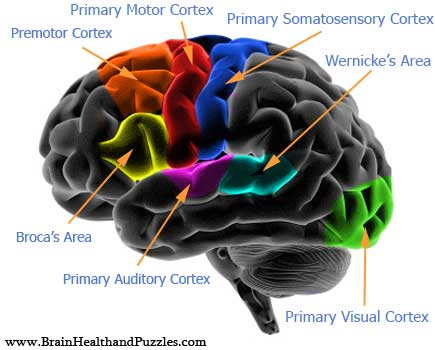 Primary Motor Cortex
Premotor Cortex
Primary Somatosensory Cortex
Wernicke's Area
Broca's Area
Primary Auditory Cortex
Primary Visual Cortex
www.BrainHealthandPuzzles.com